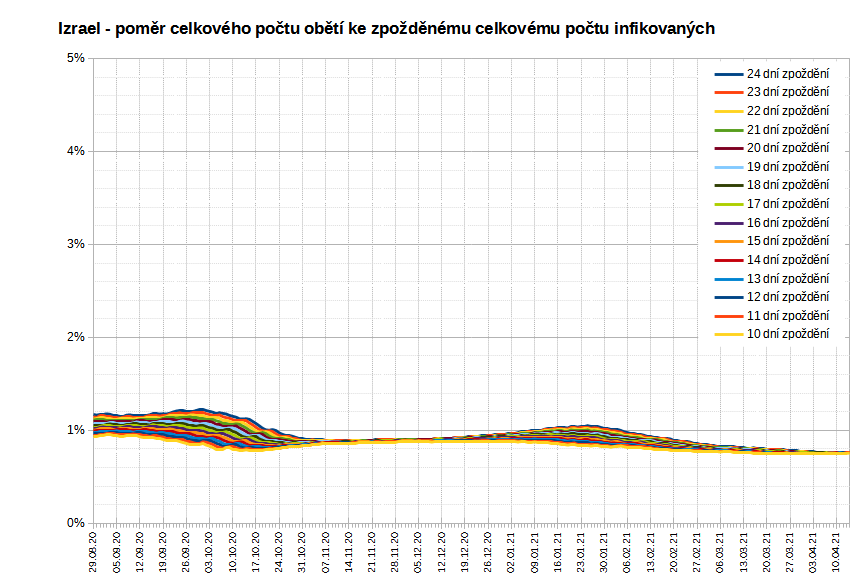 Izrael - poměr celkového počtu obětí ke zpožděnému celkovému počtu infikovaných
5%
4%
3%
2%
1%
0%
24 dní zpoždění
23 dní zpoždění
22 dní zpoždění
21 dní zpoždění
20 dní zpoždění
19 dní zpoždění
18 dní zpoždění
17 dní zpoždění
16 dní zpoždění
15 dní zpoždění
14 dní zpoždění
13 dní zpoždění
12 dní zpoždění
11 dní zpoždění
10 dní zpoždění
29.08.20
05.09.20
12.09.20
19.09.20
26.09.20
03.10.20
10.10.20
17.10.20
24.10.20
31.10.20
07.11.20
14.11.20
21.11.20
28.11.20
05.12.20
12.12.20
19.12.20
26.12.20
02.01.21
09.01.21
16.01.21
23.01.21
30.01.21
06.02.21
13.02.21
20.02.21
27.02.21
06.03.21
13.03.21
20.03.21
27.03.21
03.04.21
10.04.21